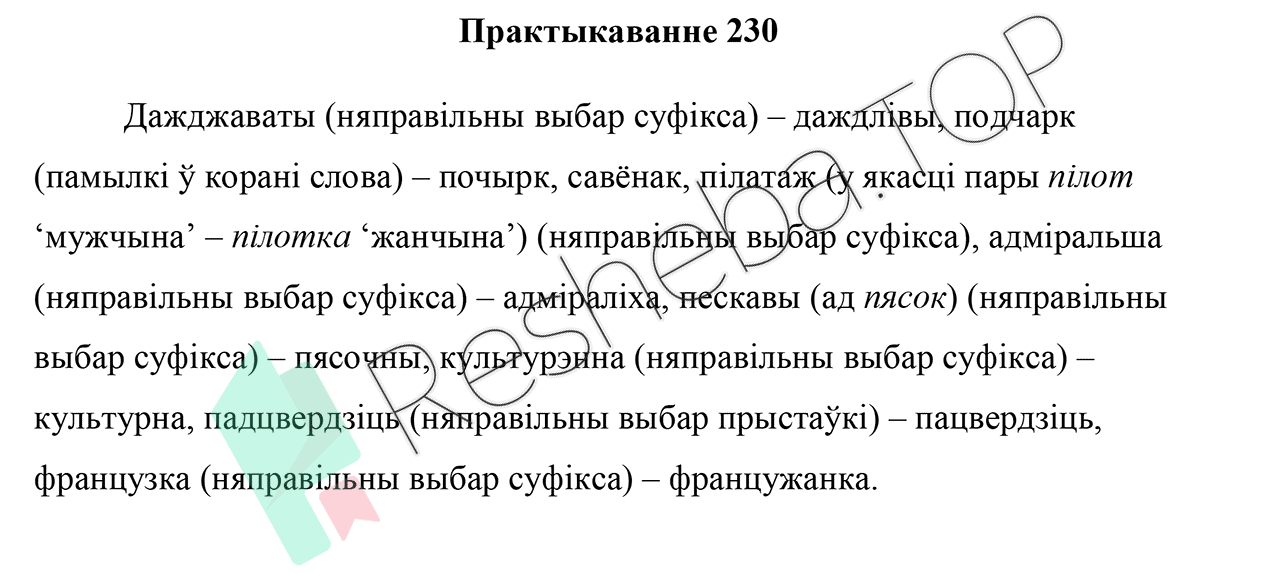 Практыкаванне 230
Дажджаваты (няправільны выбар суфікса) – даждлівы, подчарк
(памылкі ў корані слова) – почырк, савёнак, пілатаж (у якасці пары пілот
‘мужчына’ – пілотка ‘жанчына’) (няправільны выбар суфікса), адміральша
(няправільны выбар суфікса) – адміраліха, пескавы (ад пясок) (няправільны
выбар суфікса) – пясочны, культурэнна (няправільны выбар суфікса) –
культурна, падцвердзіць (няправільны выбар прыстаўкі) – пацвердзіць,
французка (няправільны выбар суфікса) – французжанка.
Resheba.TOP